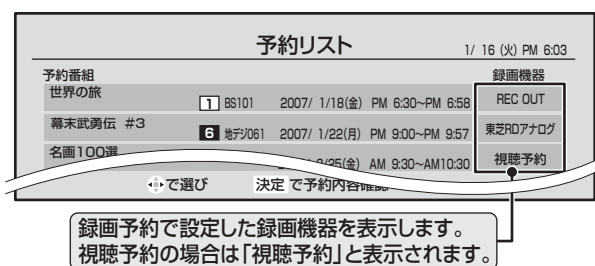 予約リスト
1/ 16 (火) PM 6:03
予約番組
録画機器
世界の旅
1 BS101 2007/ 1/18(金) PM 6:30~PM 6:58 REC OUT
幕末武勇伝 #3
6 地デジ061 2007/ 1/22(月) PM 9:00~PM 9:57 東芝RDアナログ
名画100選
/25(金) AM 9:30~AM10:30 視聴予約
で選び 決定 で予約内容確認
録画予約で設定した録画機器を表示します。
視聴予約の場合は「視聴予約」と表示されます。